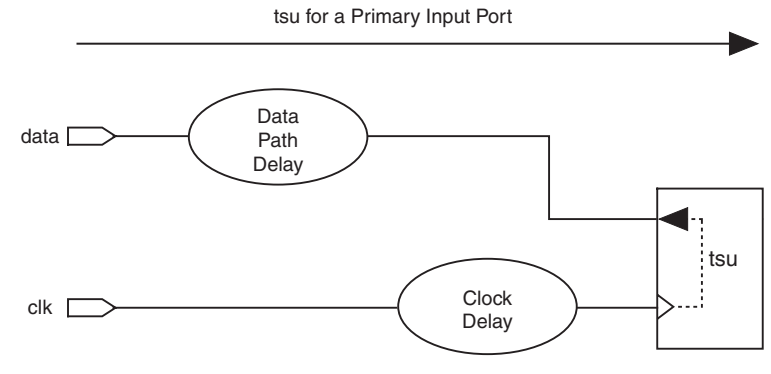 tsu for a Primary Input Port
data
Data
Path
Delay
tsu
clk
Clock
Delay